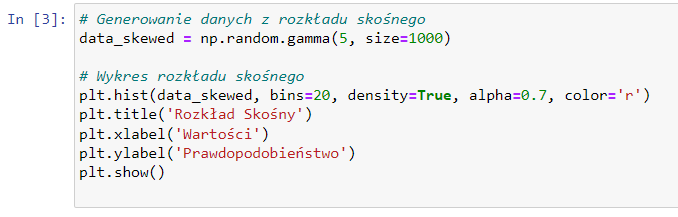 In [3]: # Generowanie danych z rozkładu skośnego
data_skewed = np.random.gamma(5, size=1000)
# Wykres rozkładu skośnego
plt.hist(data_skewed, bins=20, density=True, alpha=0.7, color='r')
plt.title('Rozkład Skośny')
plt.xlabel('Wartości')
plt.ylabel('Prawdopodobieństwo')
plt.show()